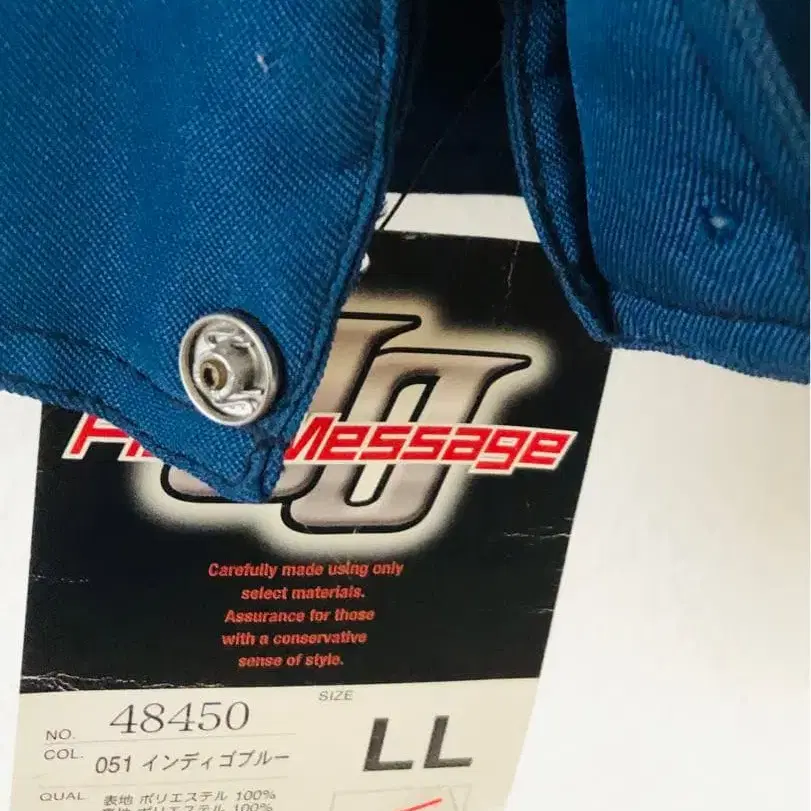 Message
Carefully made using only
select materials.
Assurance for those
with a conservative
sense of style.
SIZE
NO. 48450
LL
COL. 051 インディゴブルー
QUAL. 表地 ポリエステル 100%